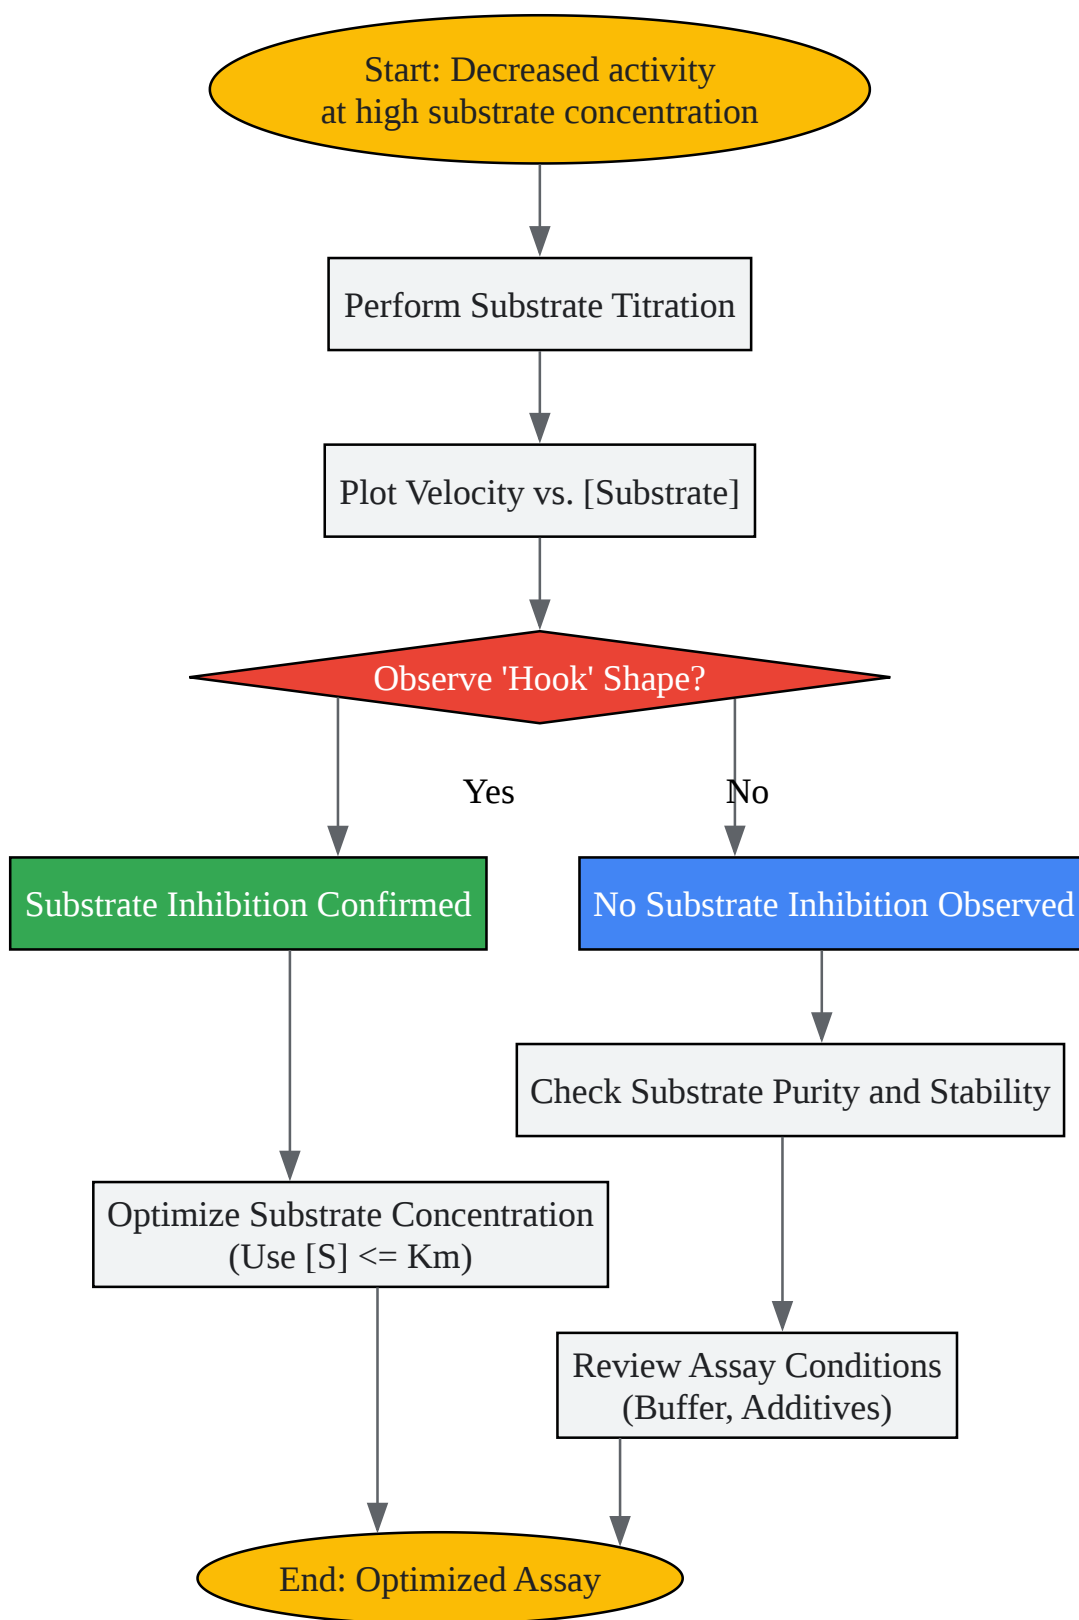 Start: Decreased activity
at high substrate concentration
Perform Substrate Titration
Plot Velocity vs. [Substrate]
Observe 'Hook' Shape?
Yes
No
Substrate Inhibition Confirmed
No Substrate Inhibition Observed
Check Substrate Purity and Stability
Optimize Substrate Concentration
(Use [S] <= Km)
Review Assay Conditions
(Buffer, Additives)
End: Optimized Assay